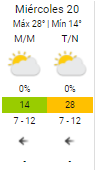 Miércoles 20
Máx 28° | Mín 14°
M/M T/N
0% 0%
14 28
7 - 12 7 - 12
- -